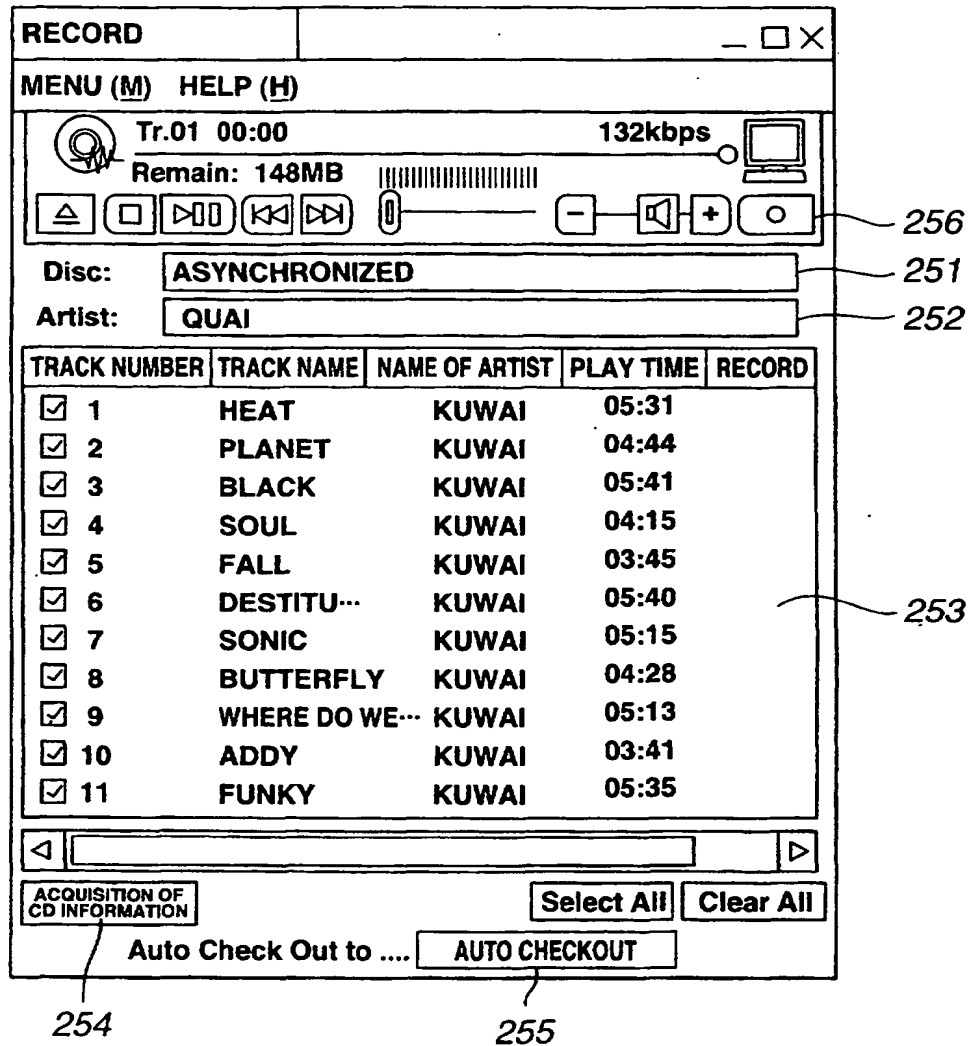 RECORD
MENU (M) HELP (H)
Tr.01 00:00 132kbps
Remain: 148MB
256
Disc: ASYNCHRONIZED 251
Artist: QUAI 252
TRACK NUMBER TRACK NAME NAME OF ARTIST PLAY TIME RECORD
1 HEAT KUWAI 05:31
2 PLANET KUWAI 04:44
3 BLACK KUWAI 05:41
4 SOUL KUWAI 04:15
5 FALL KUWAI 03:45
6 DESTITU... KUWAI 05:40 253
7 SONIC KUWAI 05:15
8 BUTTERFLY KUWAI 04:28
9 WHERE DO WE... KUWAI 05:13
10 ADDY KUWAI 03:41
11 FUNKY KUWAI 05:35
ACQUISITION OF
CD INFORMATION Select All Clear All
Auto Check Out to .... AUTO CHECKOUT
254 255